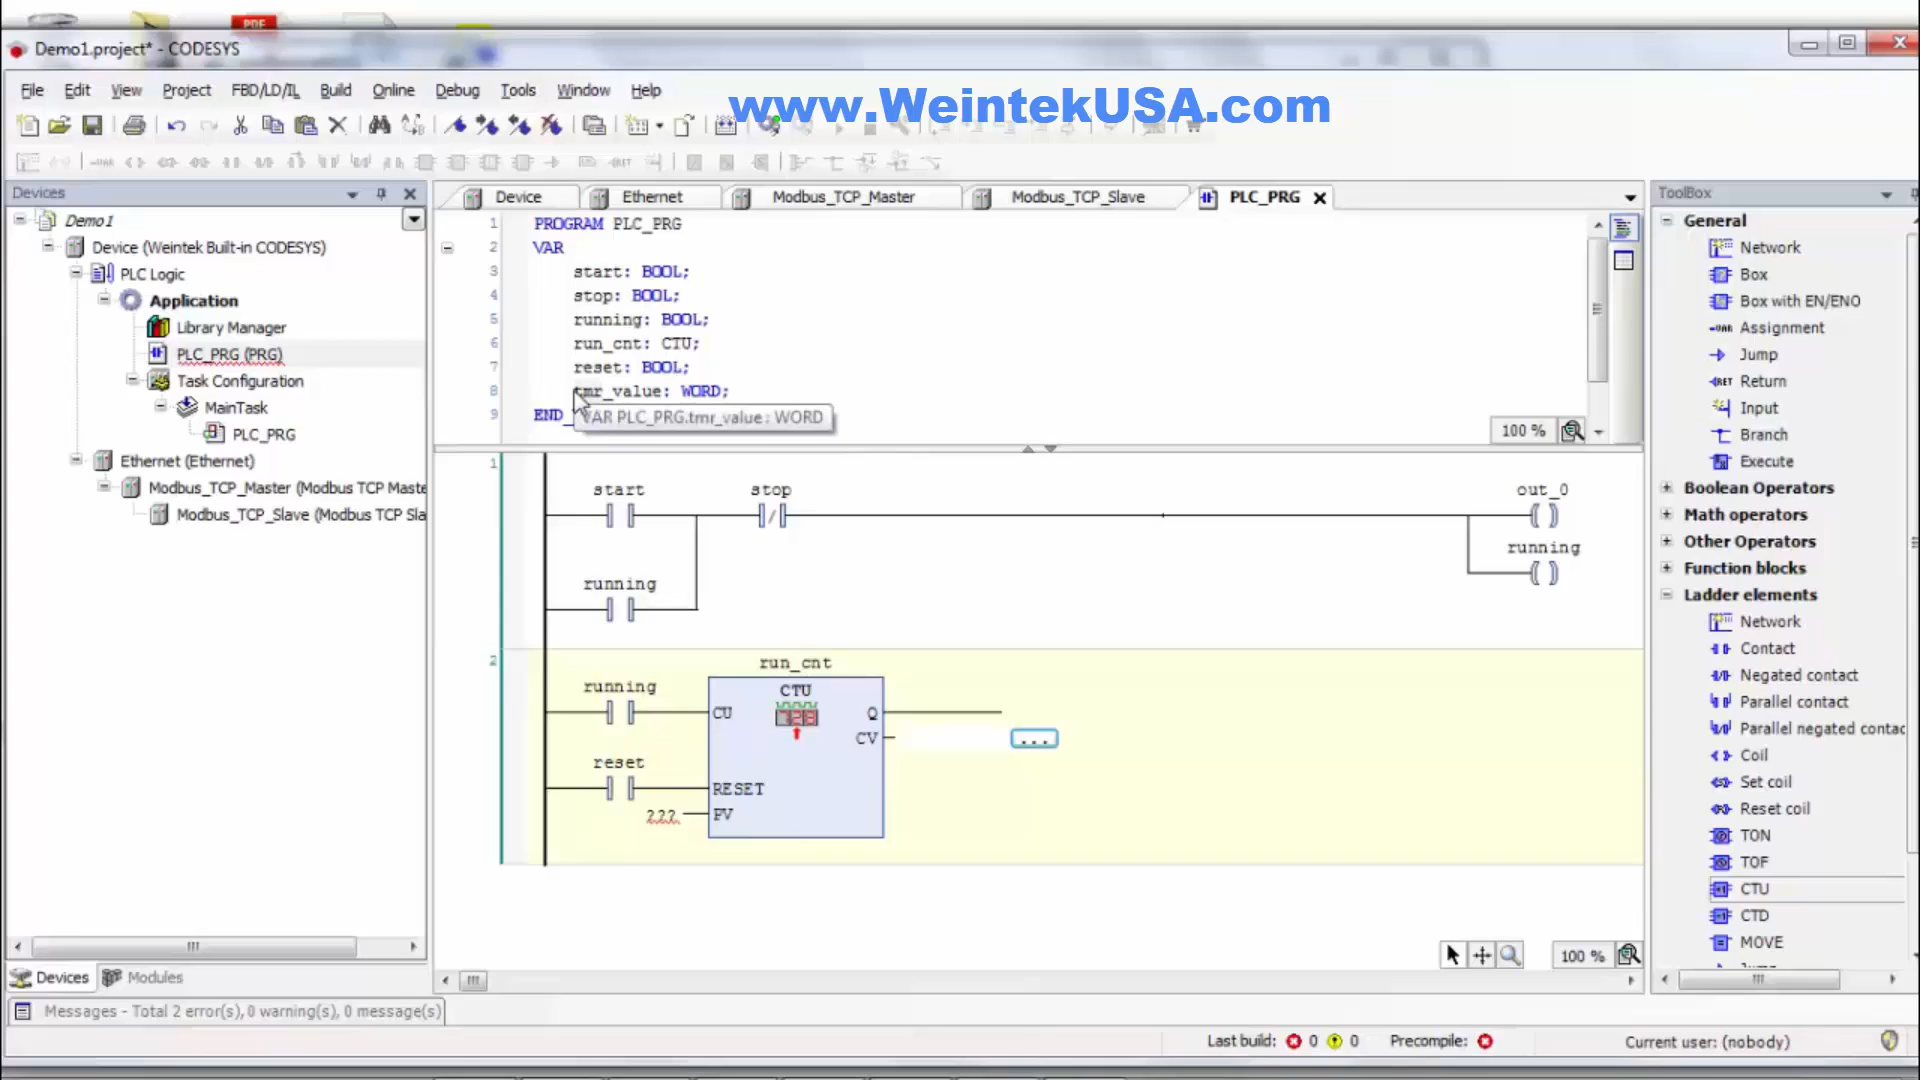 PDF
Demo1.project* - CODESYS
www.WeintekUSA.com
File Edit View Project FBD/LD/IL Build Online Debug Tools Window Help
Devices
Demo1
Device (Weintek Built-in CODESYS)
PLC Logic
Application
Library Manager
PLC_PRG (PRG)
Task Configuration
MainTask
PLC_PRG
Ethernet (Ethernet)
Modbus_TCP_Master (Modbus TCP Maste
Modbus_TCP_Slave (Modbus TCP Sla
Devices Modules
Device Ethernet Modbus_TCP_Master Modbus_TCP_Slave PLC_PRG
1 PROGRAM PLC_PRG
2 VAR
3 start: BOOL;
4 stop: BOOL;
5 running: BOOL;
6 run_cnt: CTU;
7 reset: BOOL;
8 tmr_value: WORD;
9 END_
VAR PLC_PRG.tmr_value : WORD
100 %
1
start stop out_0
running
running
2
run_cnt
running CTU
CU Q
CV ...
reset
RESET
??? PV
100 %
ToolBox
General
Network
Box
Box with EN/ENO
Assignment
Jump
Return
Input
Branch
Execute
Boolean Operators
Math operators
Other Operators
Function blocks
Ladder elements
Network
Contact
Negated contact
Parallel contact
Parallel negated contac
Coil
Set coil
Reset coil
TON
TOF
CTU
CTD
MOVE
Messages - Total 2 error(s), 0 warning(s), 0 message(s)
Last build: 0 0 Precompile: Current user: (nobody)